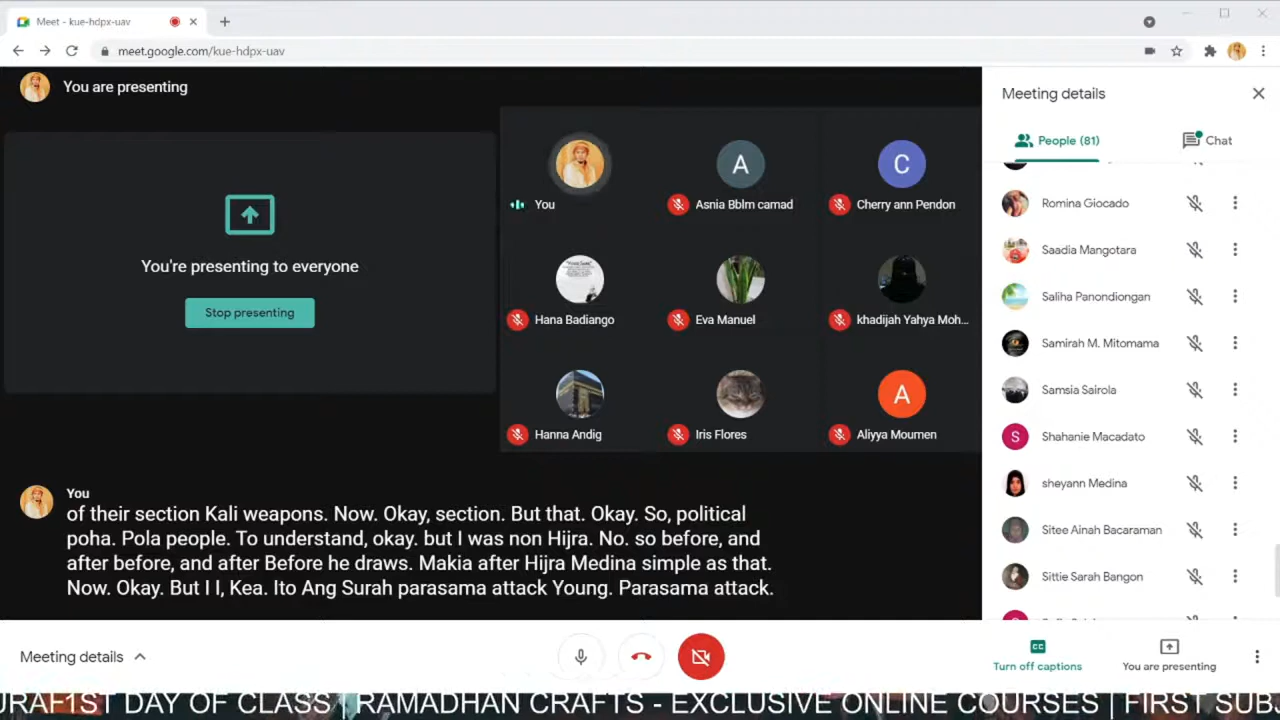 Meet - kue-hdpx-uav
meet.google.com/kue-hdpx-uav
You are presenting
You're presenting to everyone
Stop presenting
You
A
Asnia Bblm camad
C
Cherry ann Pendon
Hana Badiango
Eva Manuel
khadijah Yahya Moh...
Hanna Andig
Iris Flores
A
Aliyya Moumen
You
of their section Kali weapons. Now. Okay, section. But that. Okay. So, political
poha. Pola people. To understand, okay. but I was non Hijra. No. so before, and
after before, and after Before he draws. Makia after Hijra Medina simple as that.
Now. Okay. But I I, Kea. Ito Ang Surah parasama attack Young. Parasama attack.
Meeting details
People (81)
Chat
Romina Giocado
Saadia Mangotara
Saliha Panondiongan
Samirah M. Mitomama
Samsia Sairola
S
Shahanie Macadato
sheyann Medina
Sitee Ainah Bacaraman
Sittie Sarah Bangon
Meeting details
CC
Turn off captions
You are presenting
URAF1ST DAY OF CLASS | RAMADHAN CRAFTS - EXCLUSIVE ONLINE COURSES | FIRST SUBJ